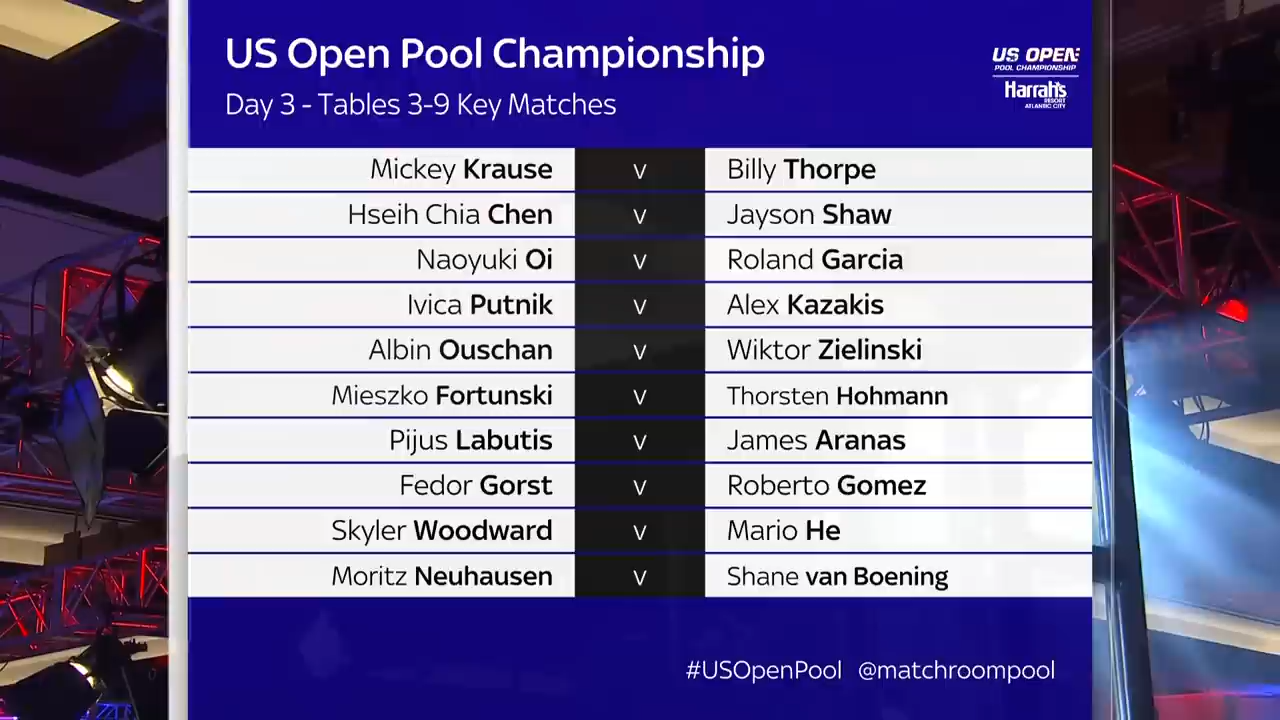 US Open Pool Championship
Day 3 - Tables 3-9 Key Matches
US OPEN
POOL CHAMPIONSHIP
Harrah's
RESORT
ATLANTIC CITY
Mickey Krause v Billy Thorpe
Hseih Chia Chen v Jayson Shaw
Naoyuki Oi v Roland Garcia
Ivica Putnik v Alex Kazakis
Albin Ouschan v Wiktor Zielinski
Mieszko Fortunski v Thorsten Hohmann
Pijus Labutis v James Aranas
Fedor Gorst v Roberto Gomez
Skyler Woodward v Mario He
Moritz Neuhausen v Shane van Boening
#USOpenPool @matchroompool